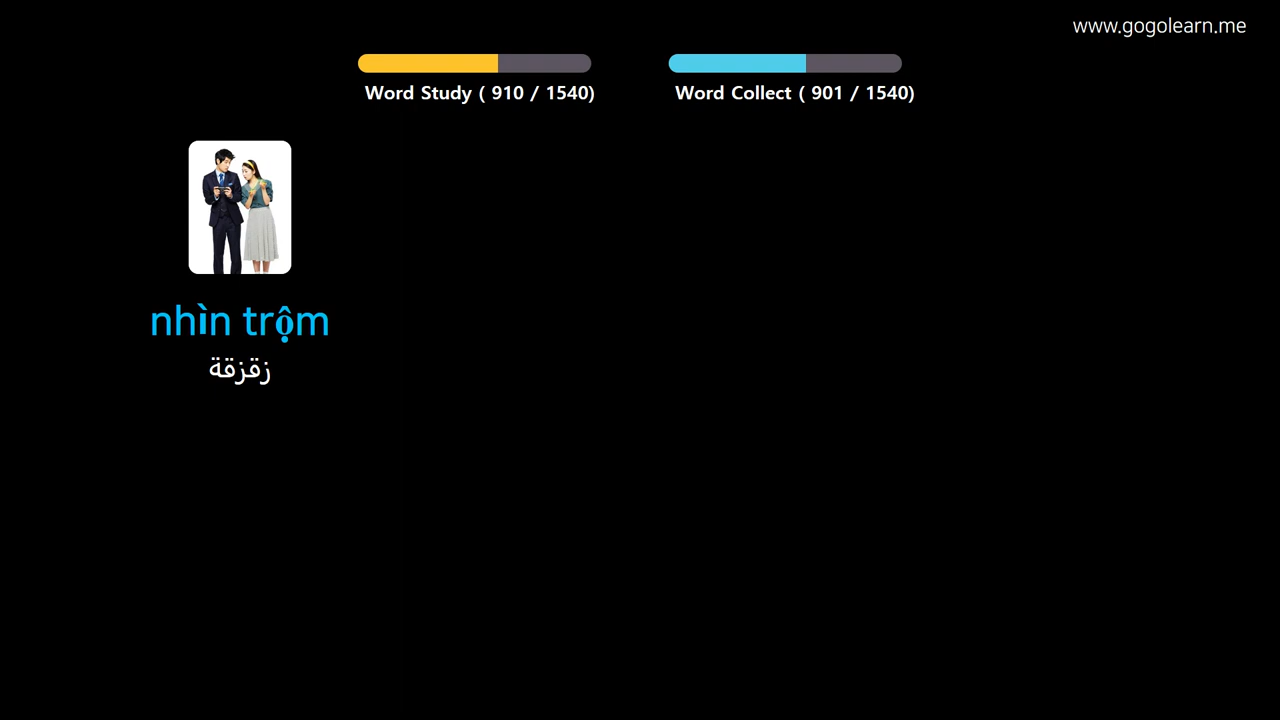 www.gogolearn.me
Word Study ( 910 / 1540)
Word Collect ( 901 / 1540)
nhìn trộm
زقزقة